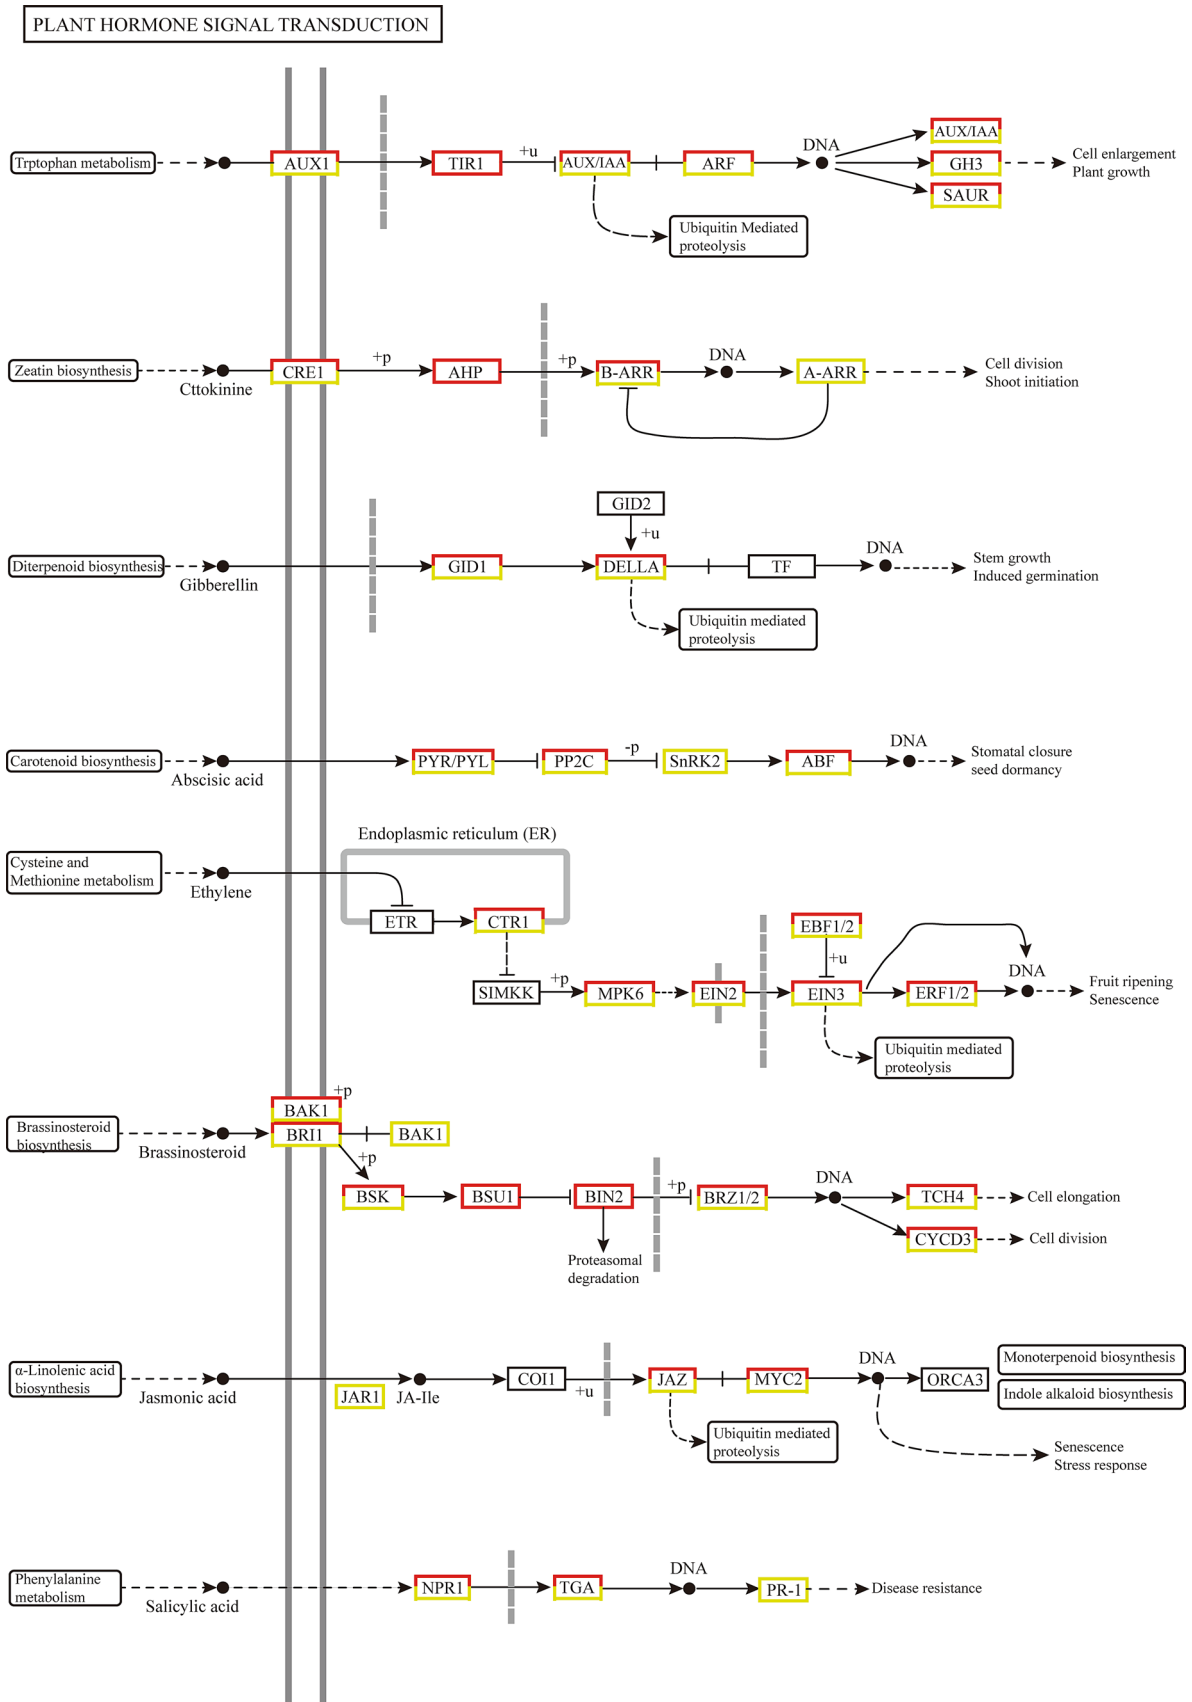 PLANT HORMONE SIGNAL TRANSDUCTION
Trptophan metabolism
AUX1
TIR1
+u
AUX/IAA
ARF
DNA
AUX/IAA
GH3
SAUR
Cell enlargement
Plant growth
Ubiquitin Mediated
proteolysis
Zeatin biosynthesis
Cttokinine
CRE1
+p
AHP
+p
B-ARR
DNA
A-ARR
Cell division
Shoot initiation
GID2
+u
Diterpenoid biosynthesis
Gibberellin
GID1
DELLA
TF
DNA
Stem growth
Induced germination
Ubiquitin mediated
proteolysis
Carotenoid biosynthesis
Abscisic acid
PYR/PYL
PP2C
-p
SnRK2
ABF
DNA
Stomatal closure
seed dormancy
Endoplasmic reticulum (ER)
Cysteine and
Methionine metabolism
Ethylene
ETR
CTR1
EBF1/2
+u
SIMKK
+p
MPK6
EIN2
EIN3
ERF1/2
DNA
Fruit ripening
Senescence
Ubiquitin mediated
proteolysis
+p
BAK1
Brassinosteroid
biosynthesis
Brassinosteroid
BRI1
BAK1
+p
BSK
BSU1
BIN2
+p
BRZ1/2
DNA
TCH4
Cell elongation
CYCD3
Cell division
Proteasomal
degradation
α-Linolenic acid
biosynthesis
Jasmonic acid
JAR1
JA-Ile
COI1
+u
JAZ
MYC2
DNA
ORCA3
Monoterpenoid biosynthesis
Indole alkaloid biosynthesis
Ubiquitin mediated
proteolysis
Senescence
Stress response
Phenylalanine
metabolism
Salicylic acid
NPR1
TGA
DNA
PR-1
Disease resistance